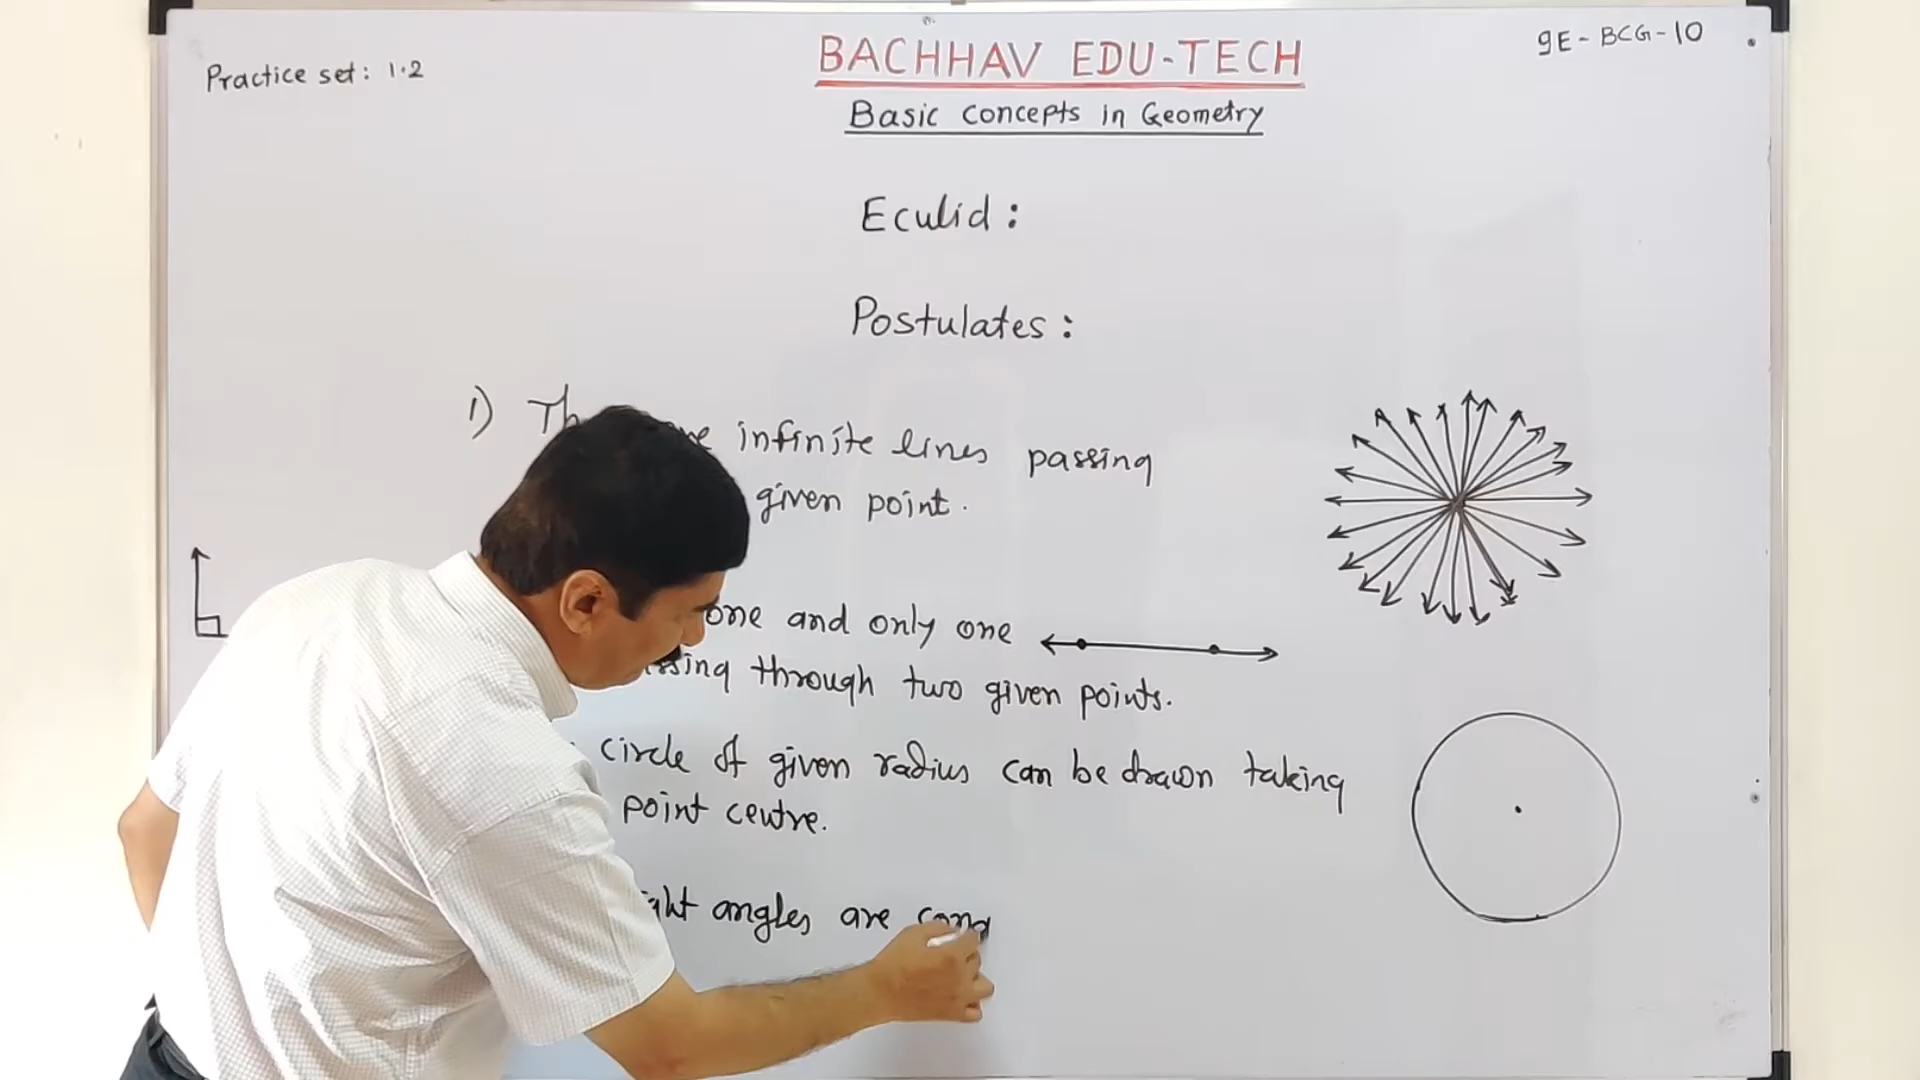 Practice set: 1.2
BACHHAV EDU-TECH
9E-BCG-10
Basic concepts in Geometry
Eculid:
Postulates:
1) infinite lines passing
given point.
one and only one
through two given points.
circle of given radius can be drawn taking
point centre.
angles are cong